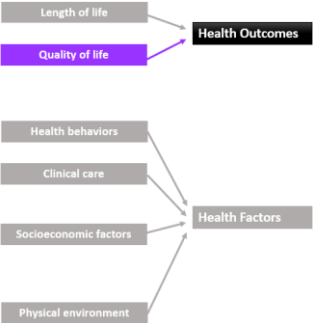 Length of life
Health Outcomes
Quality of life
Health behaviors
Clinical care
Health Factors
Socioeconomic factors
Physical environment